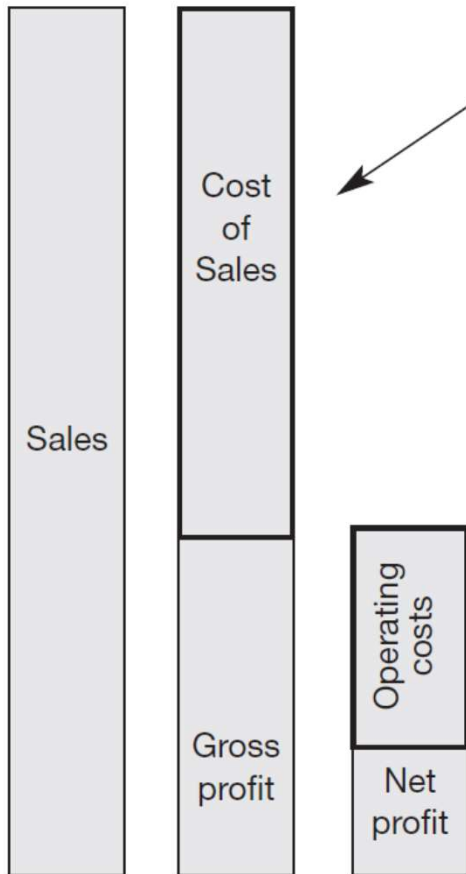 Sales
Cost
of
Sales
Gross
profit
Operating
costs
Net
profit